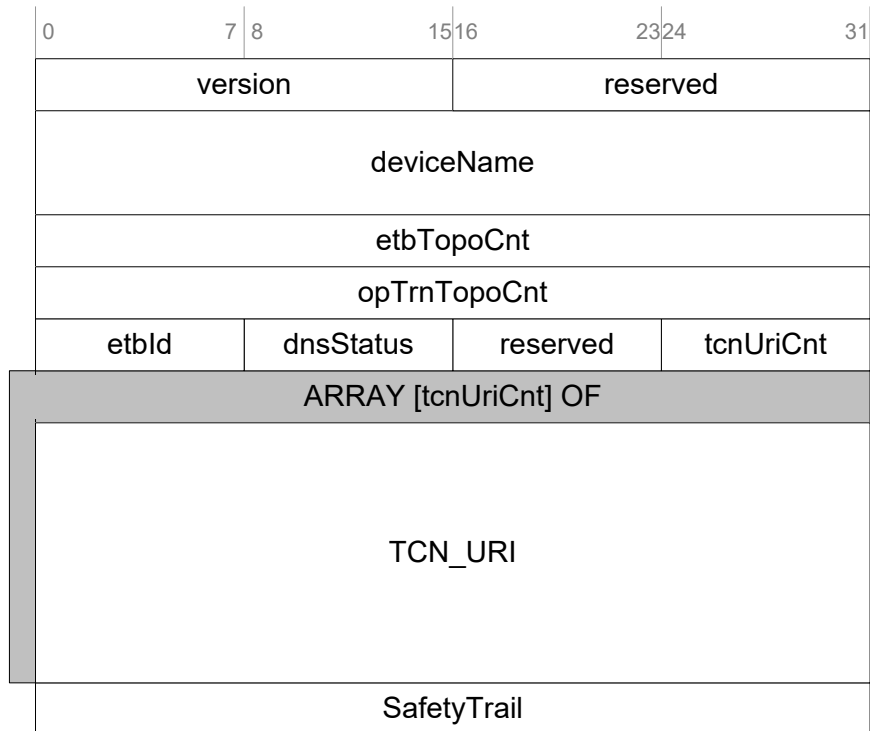 0 7 8 15 16 23 24 31
version reserved
deviceName
etbTopoCnt
opTrnTopoCnt
etbId dnsStatus reserved tcnUriCnt
ARRAY [tcnUriCnt] OF
TCN_URI
SafetyTrail